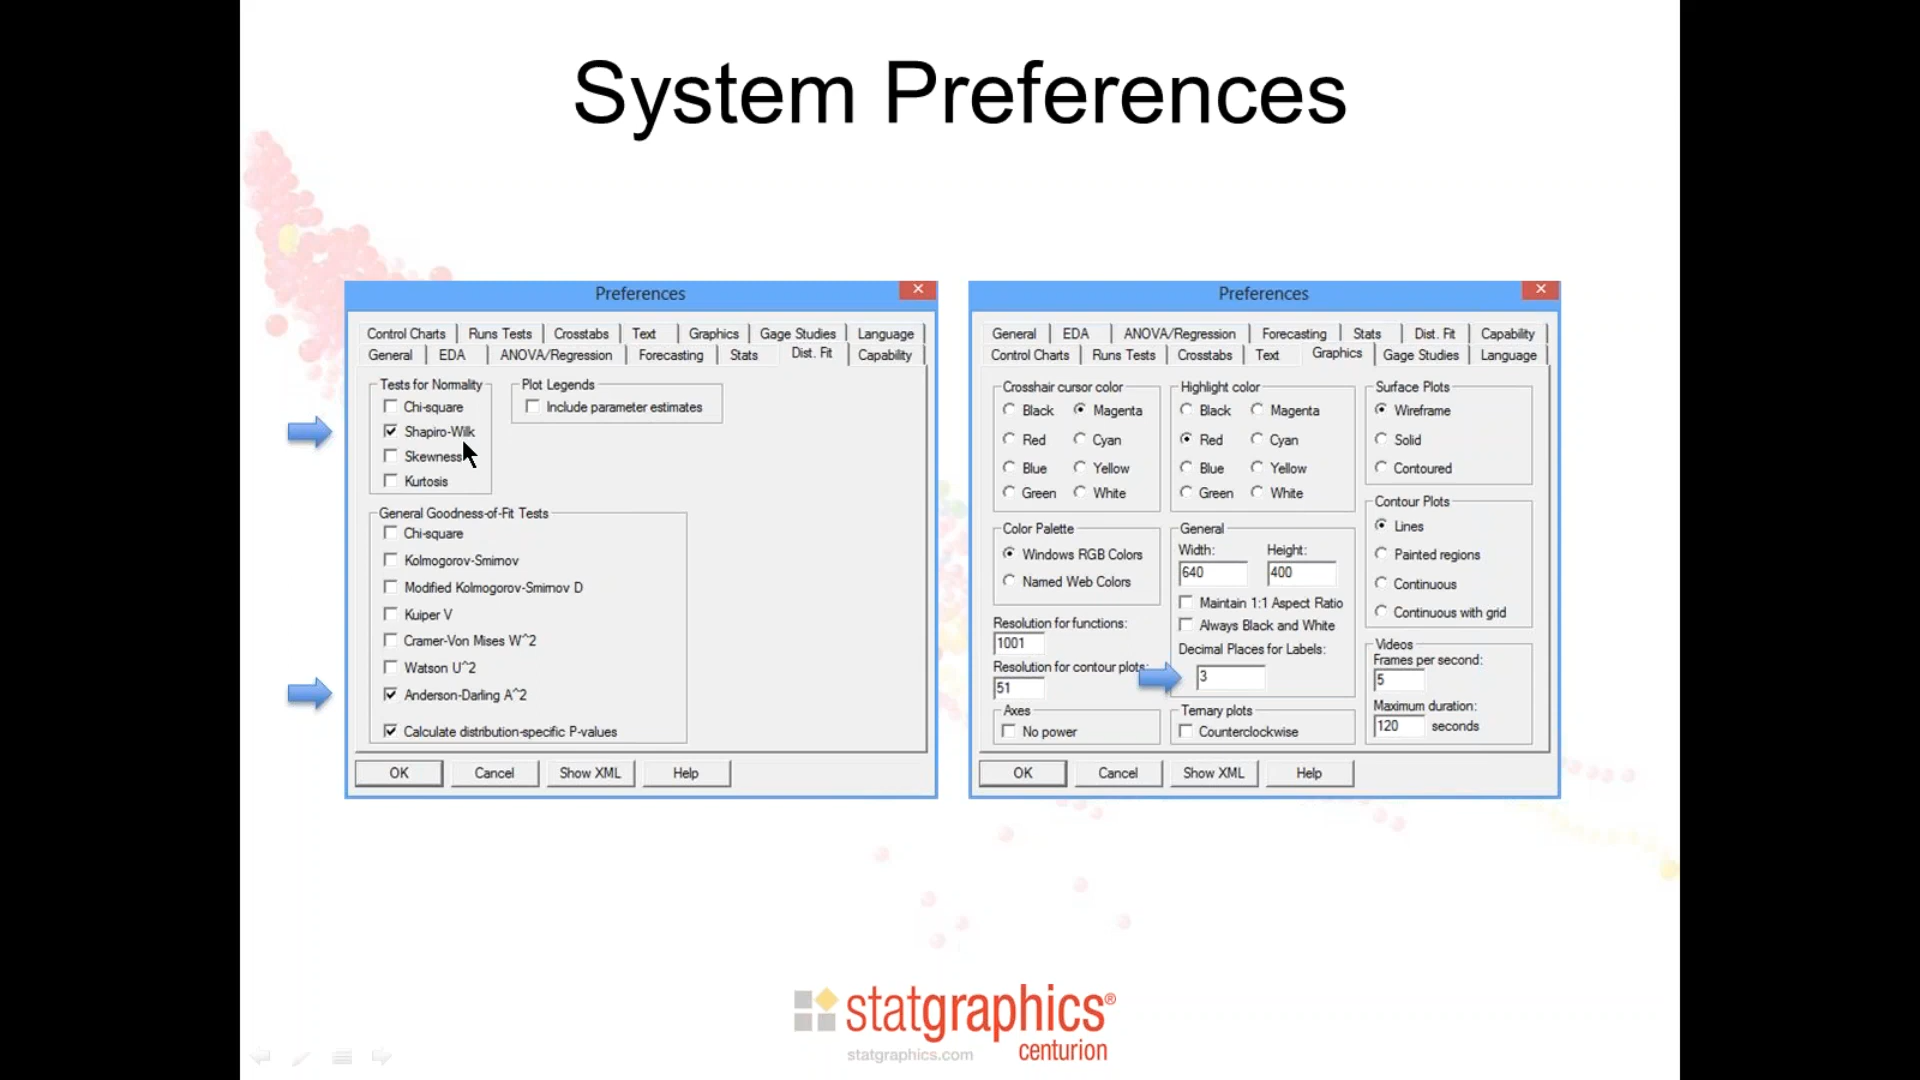 System Preferences
Preferences
Control Charts Runs Tests Crosstabs Text Graphics Gage Studies Language
General EDA ANOVA/Regression Forecasting Stats Dist. Fit Capability
Tests for Normality
Chi-square
Shapiro-Wilk
Skewness
Kurtosis
Plot Legends
Include parameter estimates
General Goodness-of-Fit Tests
Chi-square
Kolmogorov-Smirnov
Modified Kolmogorov-Smirnov D
Kuiper V
Cramer-Von Mises W^2
Watson U^2
Anderson-Darling A^2
Calculate distribution-specific P-values
OK Cancel Show XML Help
Preferences
General EDA ANOVA/Regression Forecasting Stats Dist. Fit Capability
Control Charts Runs Tests Crosstabs Text Graphics Gage Studies Language
Crosshair cursor color
Black Magenta
Red Cyan
Blue Yellow
Green White
Highlight color
Black Magenta
Red Cyan
Blue Yellow
Green White
Surface Plots
Wireframe
Solid
Contoured
Color Palette
Windows RGB Colors
Named Web Colors
General
Width: Height:
640 400
Maintain 1:1 Aspect Ratio
Always Black and White
Decimal Places for Labels:
3
Contour Plots
Lines
Painted regions
Continuous
Continuous with grid
Resolution for functions:
1001
Resolution for contour plots:
51
Axes
No power
Ternary plots
Counterclockwise
Videos
Frames per second:
5
Maximum duration:
120 seconds
OK Cancel Show XML Help
statgraphics®
centurion
statgraphics.com